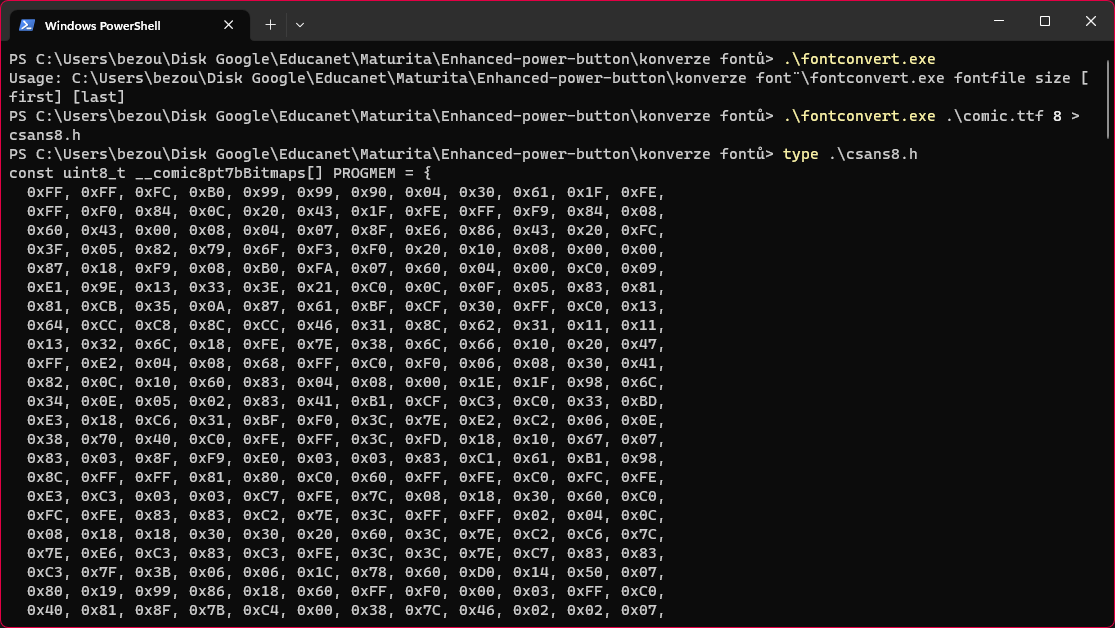 Windows PowerShell
PS C:\Users\bezou\Disk Google\Educanet\Maturita\Enhanced-power-button\konverze fontů> .\fontconvert.exe
Usage: C:\Users\bezou\Disk Google\Educanet\Maturita\Enhanced-power-button\konverze font¨\fontconvert.exe fontfile size [
first] [last]
PS C:\Users\bezou\Disk Google\Educanet\Maturita\Enhanced-power-button\konverze fontů> .\fontconvert.exe .\comic.ttf 8 >
csans8.h
PS C:\Users\bezou\Disk Google\Educanet\Maturita\Enhanced-power-button\konverze fontů> type .\csans8.h
const uint8_t __comic8pt7bBitmaps[] PROGMEM = {
  0xFF, 0xFF, 0xFC, 0xB0, 0x99, 0x99, 0x90, 0x04, 0x30, 0x61, 0x1F, 0xFE,
  0xFF, 0xF0, 0x84, 0x0C, 0x20, 0x43, 0x1F, 0xFE, 0xFF, 0xF9, 0x84, 0x08,
  0x60, 0x43, 0x00, 0x08, 0x04, 0x07, 0x8F, 0xE6, 0x86, 0x43, 0x20, 0xFC,
  0x3F, 0x05, 0x82, 0x79, 0x6F, 0xF3, 0xF0, 0x20, 0x10, 0x08, 0x00, 0x00,
  0x87, 0x18, 0xF9, 0x08, 0xB0, 0xFA, 0x07, 0x60, 0x04, 0x00, 0xC0, 0x09,
  0xE1, 0x9E, 0x13, 0x33, 0x3E, 0x21, 0xC0, 0x0C, 0x0F, 0x05, 0x83, 0x81,
  0x81, 0xCB, 0x35, 0x0A, 0x87, 0x61, 0xBF, 0xCF, 0x30, 0xFF, 0xC0, 0x13,
  0x64, 0xCC, 0xC8, 0x8C, 0xCC, 0x46, 0x31, 0x8C, 0x62, 0x31, 0x11, 0x11,
  0x13, 0x32, 0x6C, 0x18, 0xFE, 0x7E, 0x38, 0x6C, 0x66, 0x10, 0x20, 0x47,
  0xFF, 0xE2, 0x04, 0x08, 0x68, 0xFF, 0xC0, 0xF0, 0x06, 0x08, 0x30, 0x41,
  0x82, 0x0C, 0x10, 0x60, 0x83, 0x04, 0x08, 0x00, 0x1E, 0x1F, 0x98, 0x6C,
  0x34, 0x0E, 0x05, 0x02, 0x83, 0x41, 0xB1, 0xCF, 0xC3, 0xC0, 0x33, 0xBD,
  0xE3, 0x18, 0xC6, 0x31, 0xBF, 0xF0, 0x3C, 0x7E, 0xE2, 0xC2, 0x06, 0x0E,
  0x38, 0x70, 0x40, 0xC0, 0xFE, 0xFF, 0x3C, 0xFD, 0x18, 0x10, 0x67, 0x07,
  0x83, 0x03, 0x8F, 0xF9, 0xE0, 0x03, 0x03, 0x83, 0xC1, 0x61, 0xB1, 0x98,
  0x8C, 0xFF, 0xFF, 0x81, 0x80, 0xC0, 0x60, 0xFF, 0xFE, 0xC0, 0xFC, 0xFE,
  0xE3, 0xC3, 0x03, 0x03, 0xC7, 0xFE, 0x7C, 0x08, 0x18, 0x30, 0x60, 0xC0,
  0xFC, 0xFE, 0x83, 0x83, 0xC2, 0x7E, 0x3C, 0xFF, 0xFF, 0x02, 0x04, 0x0C,
  0x08, 0x18, 0x18, 0x30, 0x30, 0x20, 0x60, 0x3C, 0x7E, 0xC2, 0xC6, 0x7C,
  0x7E, 0xE6, 0xC3, 0x83, 0xC3, 0xFE, 0x3C, 0x3C, 0x7E, 0xC7, 0x83, 0x83,
  0xC3, 0x7F, 0x3B, 0x06, 0x06, 0x1C, 0x78, 0x60, 0xD0, 0x14, 0x50, 0x07,
  0x80, 0x19, 0x99, 0x86, 0x18, 0x60, 0xFF, 0xF0, 0x00, 0x03, 0xFF, 0xC0,
  0x40, 0x81, 0x8F, 0x7B, 0xC4, 0x00, 0x38, 0x7C, 0x46, 0x02, 0x02, 0x07,